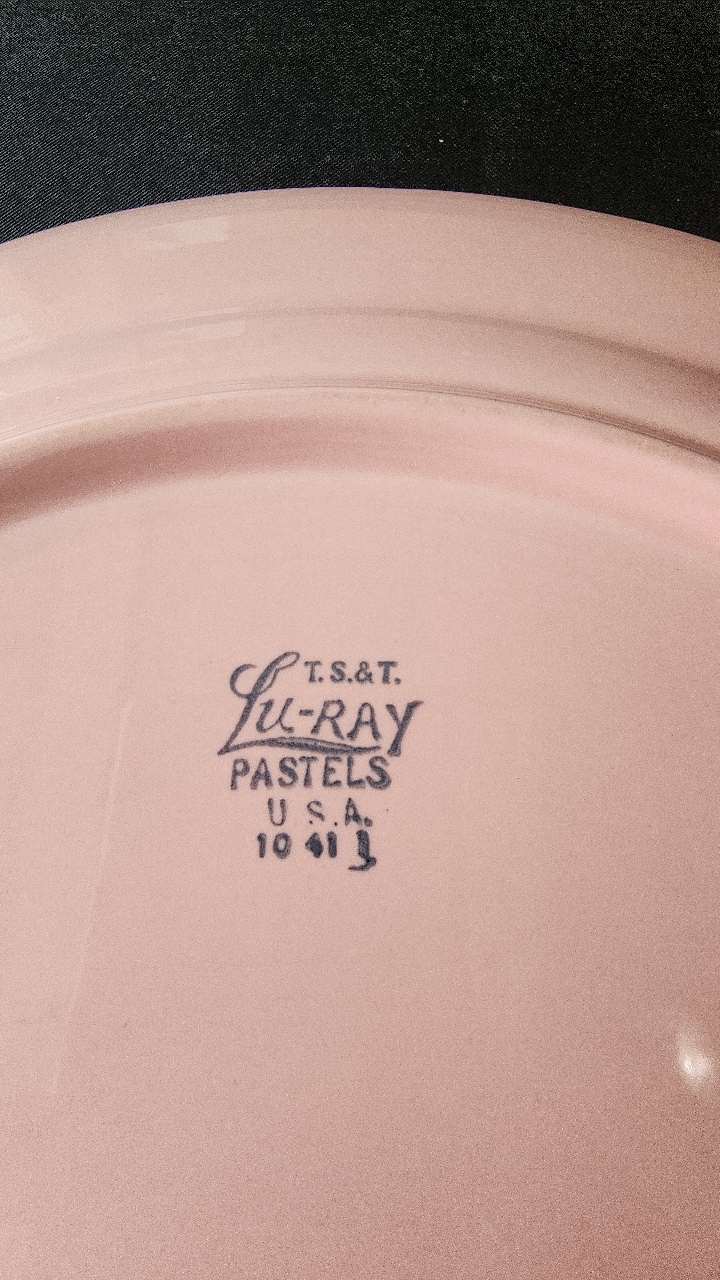 T.S.&T.
Lu-RAY
PASTELS
U S.A.
10 41